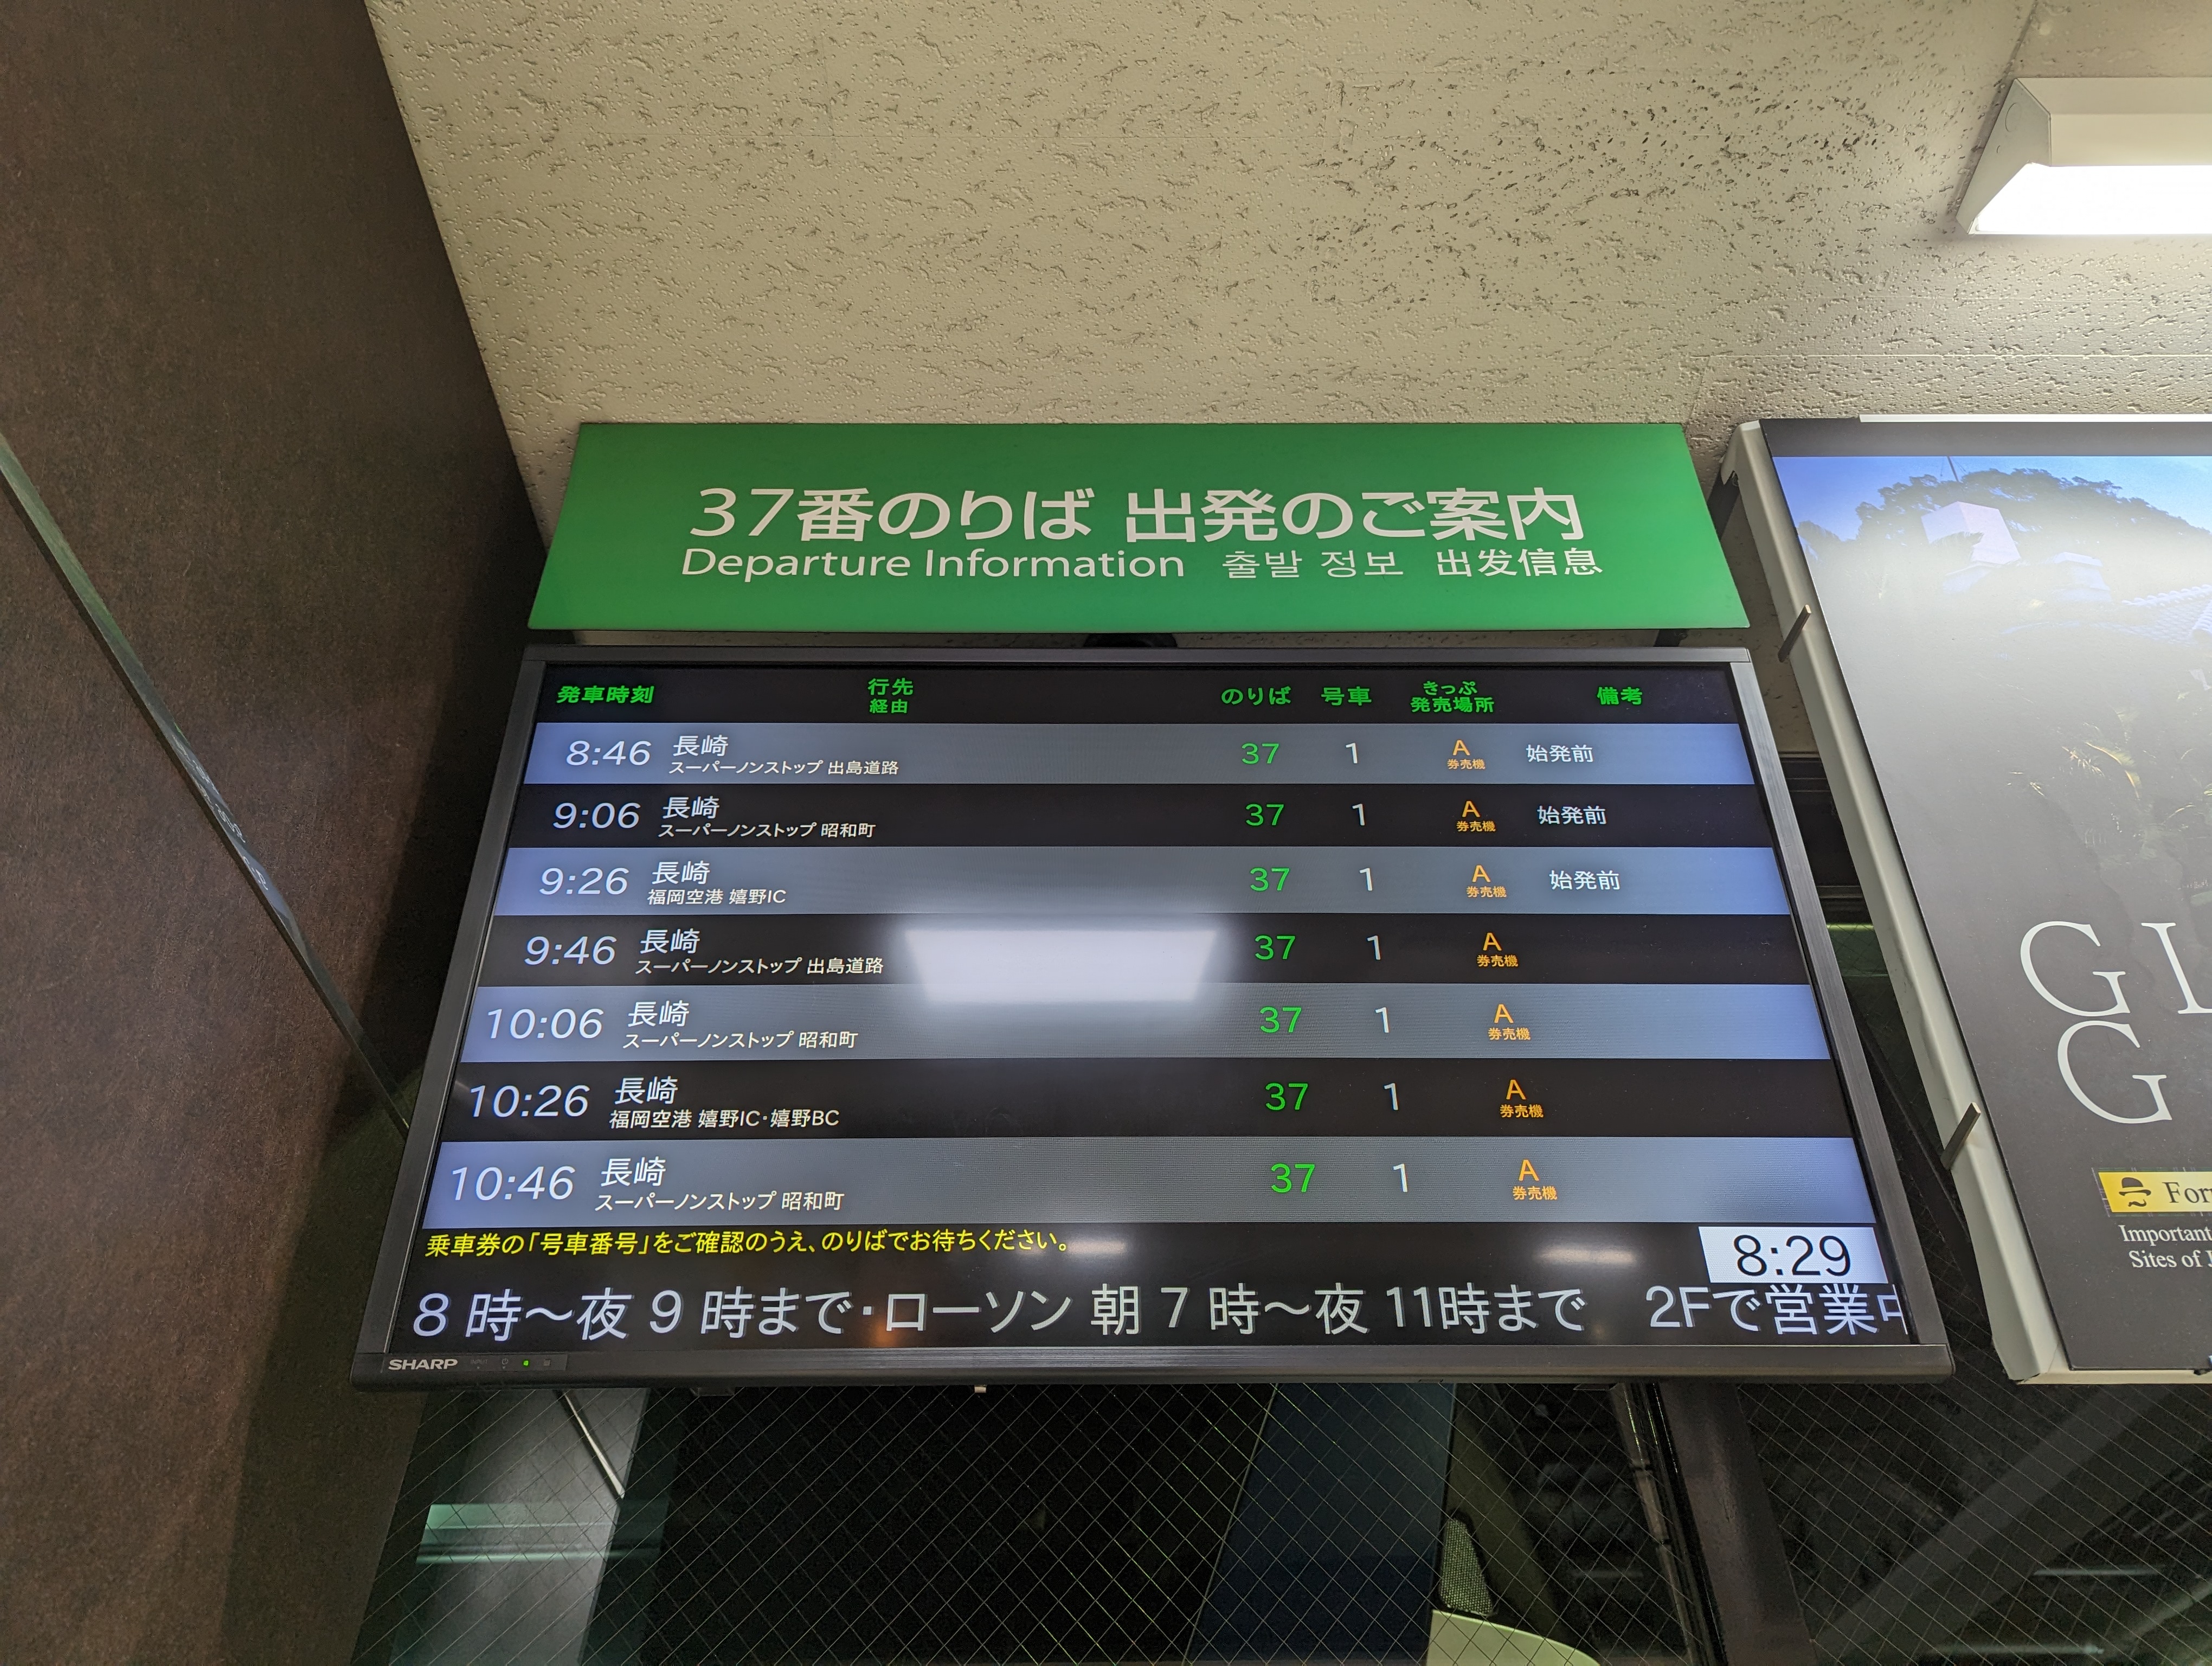 37番のりば 出発のご案内
Departure Information 출발 정보 出发信息
発車時刻 行先 経由 のりば 号車 きっぷ発売場所 備考
8:46 長崎 37 1 A 始発前
スーパーノンストップ 出島道路 券売機
9:06 長崎 37 1 A 始発前
スーパーノンストップ 昭和町 券売機
9:26 長崎 37 1 A 始発前
福岡空港 嬉野IC 券売機
9:46 長崎 37 1 A
スーパーノンストップ 出島道路 券売機
10:06 長崎 37 1 A
スーパーノンストップ 昭和町 券売機
10:26 長崎 37 1 A
福岡空港 嬉野IC・嬉野BC 券売機
10:46 長崎 37 1 A
スーパーノンストップ 昭和町 券売機
乗車券の「号車番号」をご確認のうえ、のりばでお待ちください。
8:29
8 時～夜 9 時まで・ローソン 朝 7 時～夜 11時まで 2Fで営業中
SHARP
G
G
Important
Sites of